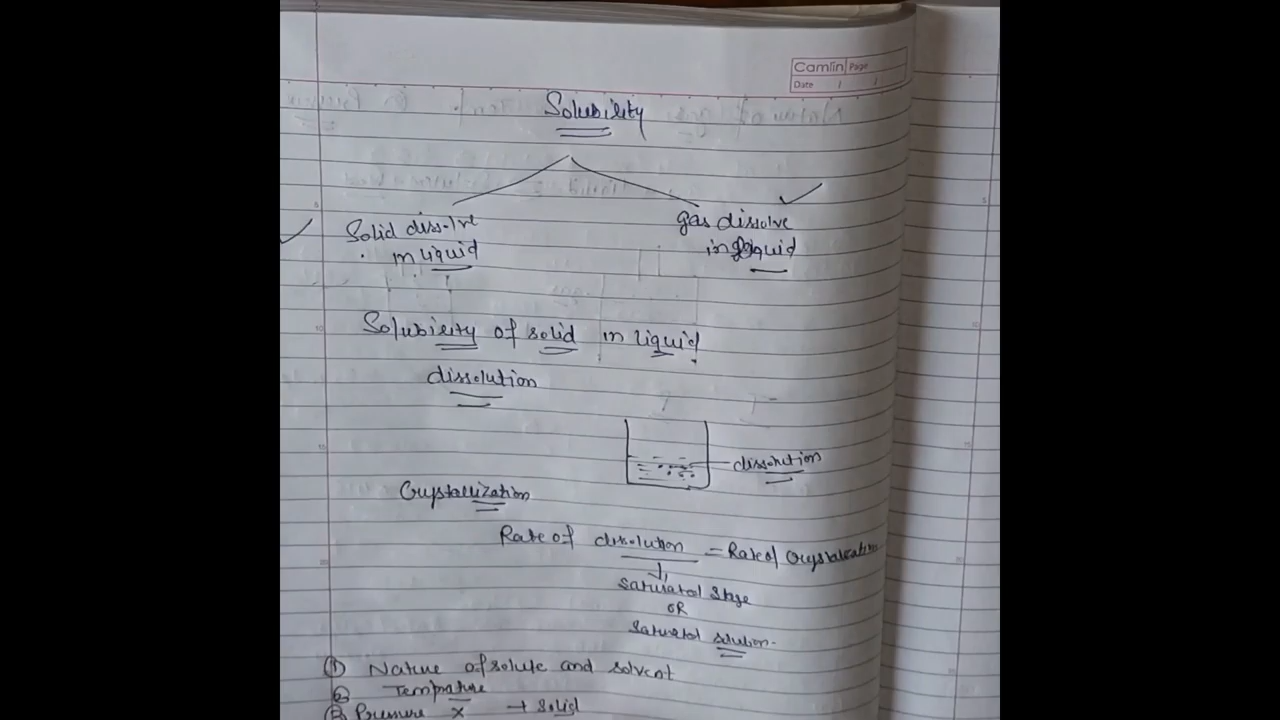 Camlin Page
Date / /
Solubility
Solid dissolve
in liquid
gas dissolve
in liquid
Solubility of solid in liquid
dissolution
dissolution
Crystallization
Rate of dissolution = Rate of Crystalization
Saturated Stage
OR
Saturated solution
① Nature of solute and solvent
② Temprature
③ Pressure × → Solid